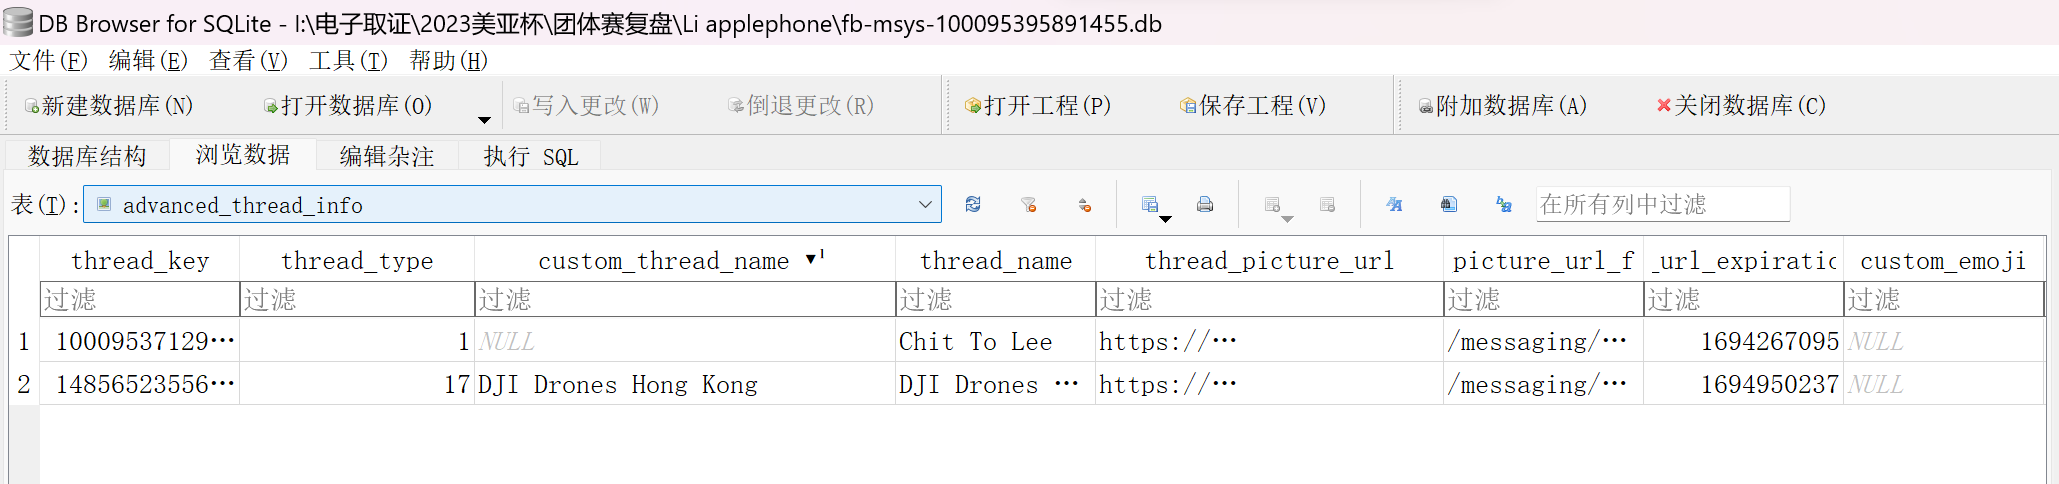 DB Browser for SQLite - I:\电子取证\2023美亚杯\团体赛复盘\Li applephone\fb-msys-100095395891455.db
文件(F) 编辑(E) 查看(V) 工具(T) 帮助(H)
新建数据库(N) 打开数据库(O) 写入更改(W) 倒退更改(R) 打开工程(P) 保存工程(V) 附加数据库(A) 关闭数据库(C)
数据库结构 浏览数据 编辑杂注 执行 SQL
表(T): advanced_thread_info 在所有列中过滤
thread_key thread_type custom_thread_name 1 thread_name thread_picture_url picture_url_f _url_expiratic custom_emoji
过滤 过滤 过滤 过滤 过滤 过滤 过滤 过滤
1 10009537129… 1 NULL Chit To Lee https://… /messaging/… 1694267095 NULL
2 14856523556… 17 DJI Drones Hong Kong DJI Drones … https://… /messaging/… 1694950237 NULL